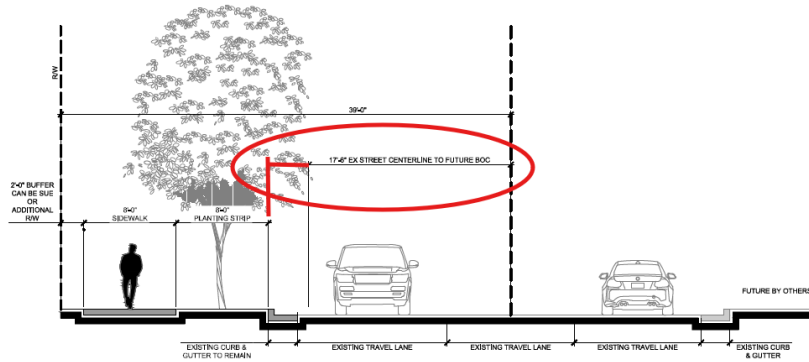 R/W
39'-0"
17'-6" EX STREET CENTERLINE TO FUTURE BOC
2'-0" BUFFER
CAN BE SUE
OR
ADDITIONAL
R/W
8'-0"
SIDEWALK
8'-0"
PLANTING STRIP
FUTURE BY OTHERS
EXISTING CURB &
GUTTER TO REMAIN
EXISTING TRAVEL LANE
EXISTING TRAVEL LANE
EXISTING TRAVEL LANE
EXISTING CURB
& GUTTER